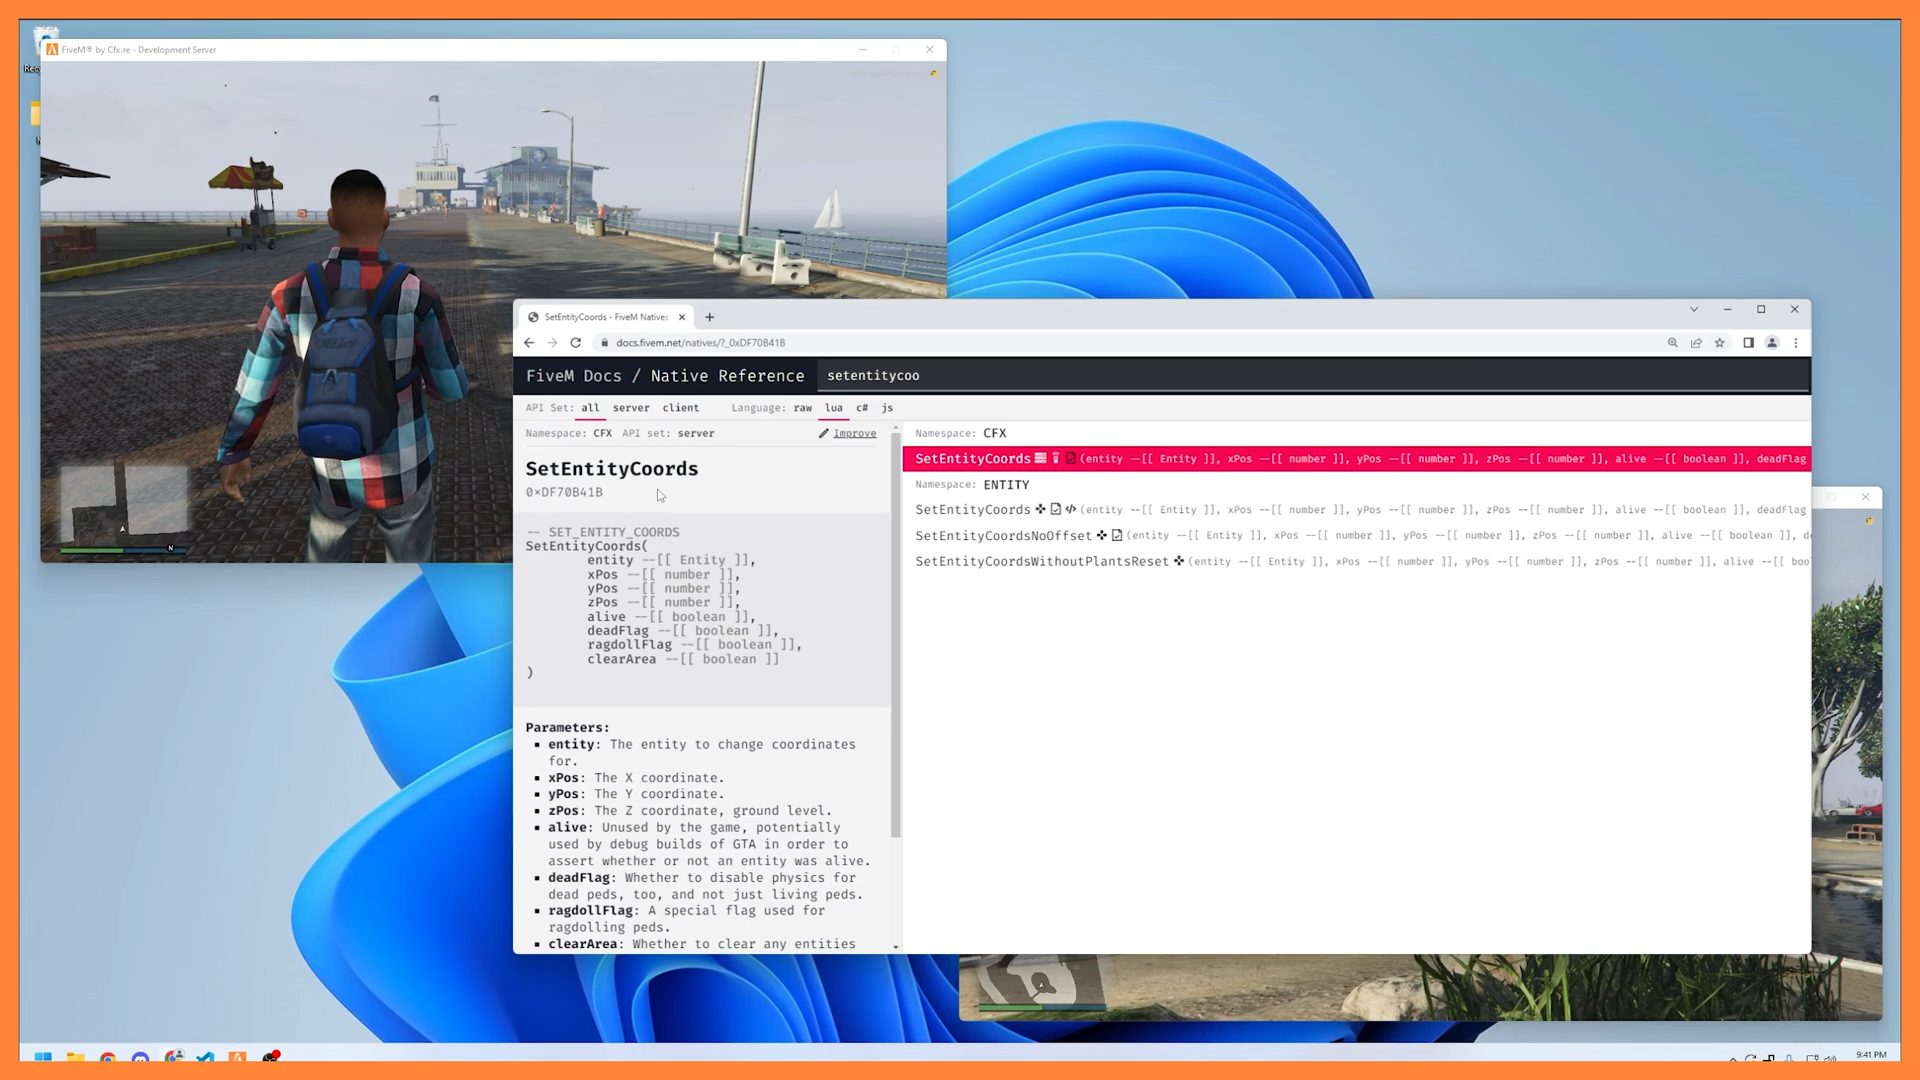 FiveM® by Cfx.re - Development Server
SetEntityCoords - FiveM Natives
docs.fivem.net/natives/?_0xDF70B41B
FiveM Docs / Native Reference
setentitycoo
API Set: all server client Language: raw lua c# js
Namespace: CFX API set: server
Improve
SetEntityCoords
0×DF70B41B
-- SET_ENTITY_COORDS
SetEntityCoords(
entity --[[ Entity ]],
xPos --[[ number ]],
yPos --[[ number ]],
zPos --[[ number ]],
alive --[[ boolean ]],
deadFlag --[[ boolean ]],
ragdollFlag --[[ boolean ]],
clearArea --[[ boolean ]]
)
Parameters:
entity: The entity to change coordinates
for.
xPos: The X coordinate.
yPos: The Y coordinate.
zPos: The Z coordinate, ground level.
alive: Unused by the game, potentially
used by debug builds of GTA in order to
assert whether or not an entity was alive.
deadFlag: Whether to disable physics for
dead peds, too, and not just living peds.
ragdollFlag: A special flag used for
ragdolling peds.
clearArea: Whether to clear any entities
Namespace: CFX
SetEntityCoords (entity --[[ Entity ]], xPos --[[ number ]], yPos --[[ number ]], zPos --[[ number ]], alive --[[ boolean ]], deadFlag
Namespace: ENTITY
SetEntityCoords (entity --[[ Entity ]], xPos --[[ number ]], yPos --[[ number ]], zPos --[[ number ]], alive --[[ boolean ]], deadFlag
SetEntityCoordsNoOffset (entity --[[ Entity ]], xPos --[[ number ]], yPos --[[ number ]], zPos --[[ number ]], alive --[[ boolean ]], d
SetEntityCoordsWithoutPlantsReset (entity --[[ Entity ]], xPos --[[ number ]], yPos --[[ number ]], zPos --[[ number ]], alive --[[ boo
9:41 PM